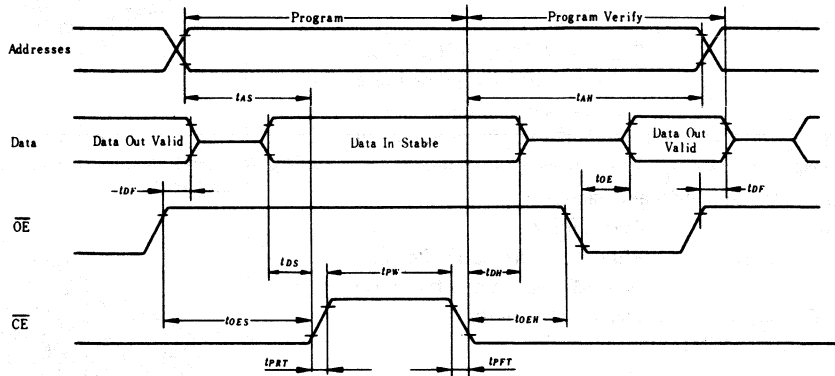 Program
Program Verify
Addresses
tAS
tAH
Data
Data Out Valid
Data In Stable
Data Out
Valid
tDF
tOE
tDF
OE
tDS
tPW
tDH
tOES
tOEH
CE
tPRT
tPFT